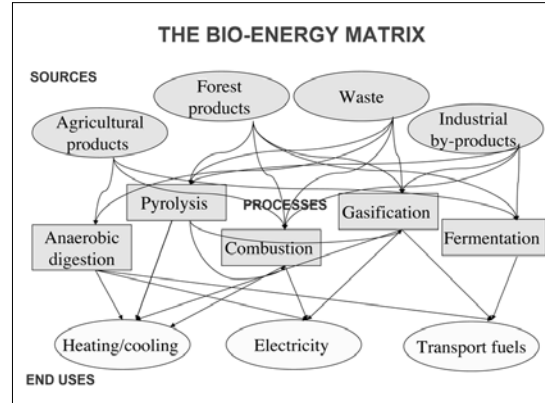 THE BIO-ENERGY MATRIX
SOURCES
Forest
products
Waste
Agricultural
products
Industrial
by-products
Pyrolysis
PROCESSES
Gasification
Anaerobic
digestion
Combustion
Fermentation
Heating/cooling
Electricity
Transport fuels
END USES